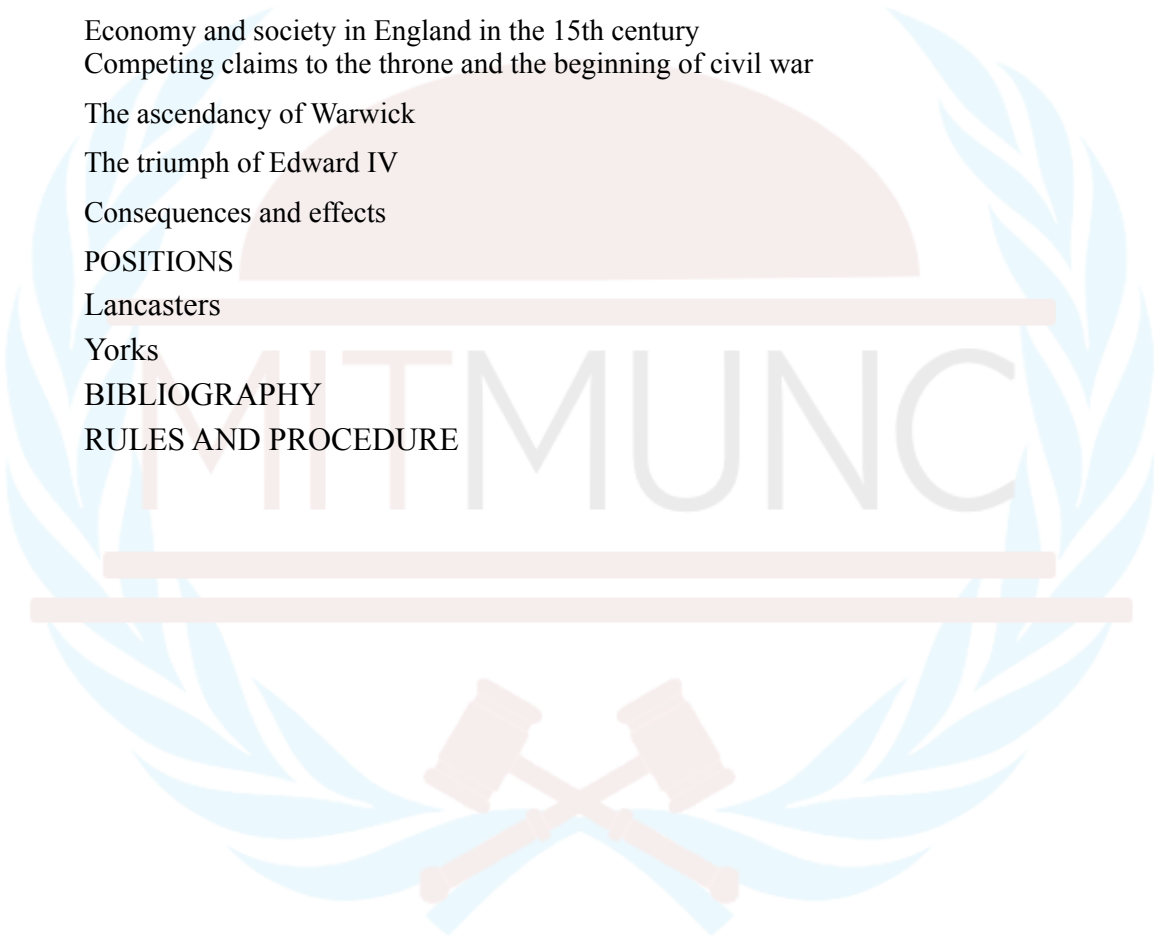 Economy and society in England in the 15th century
Competing claims to the throne and the beginning of civil war
The ascendancy of Warwick
The triumph of Edward IV
Consequences and effects
POSITIONS
Lancasters
Yorks
BIBLIOGRAPHY
RULES AND PROCEDURE
MITMUNC